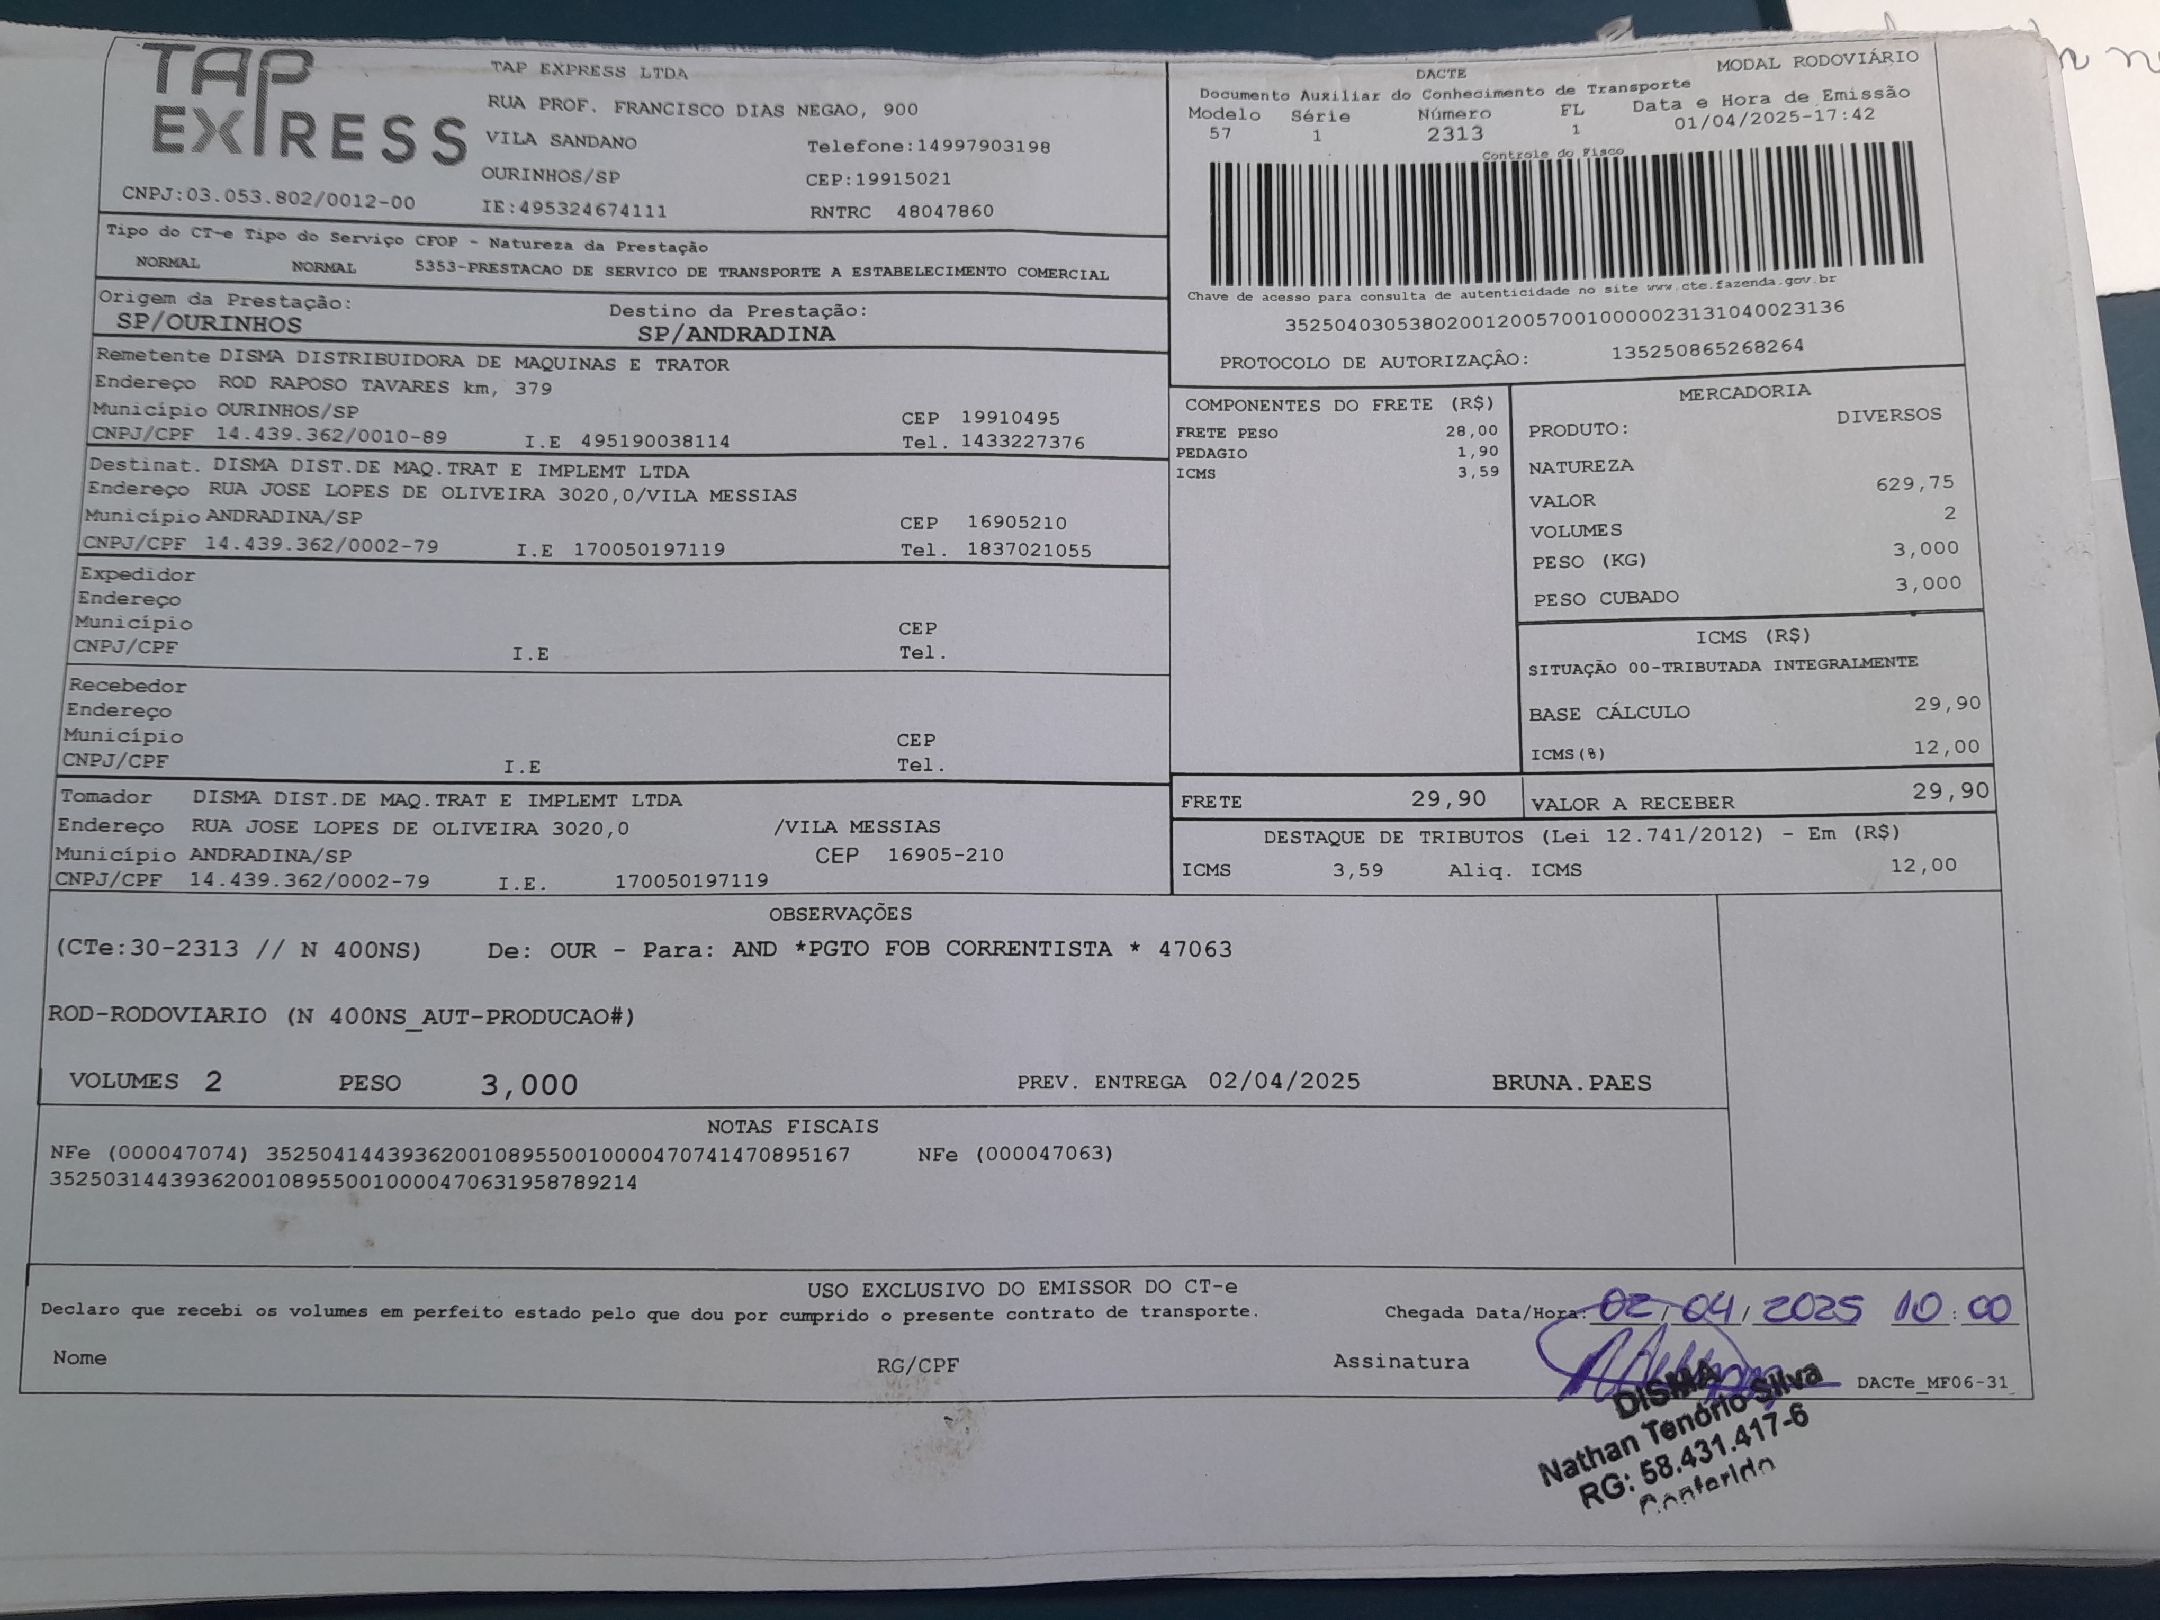 TAP EXPRESS
TAP EXPRESS LTDA
RUA PROF. FRANCISCO DIAS NEGAO, 900
VILA SANDANO Telefone:14997903198
OURINHOS/SP CEP:19915021
CNPJ:03.053.802/0012-00 IE:495324674111 RNTRC 48047860
DACTE MODAL RODOVIÁRIO
Documento Auxiliar do Conhecimento de Transporte
Modelo Série Número FL Data e Hora de Emissão
57 1 2313 1 01/04/2025-17:42
Controle do Fisco
Chave de acesso para consulta de autenticidade no site www.cte.fazenda.gov.br
35250403053802001200570010000023131040023136
PROTOCOLO DE AUTORIZAÇÃO: 135250865268264
Tipo do CT-e Tipo do Serviço CFOP - Natureza da Prestação
NORMAL NORMAL 5353-PRESTACAO DE SERVICO DE TRANSPORTE A ESTABELECIMENTO COMERCIAL
Origem da Prestação: Destino da Prestação:
SP/OURINHOS SP/ANDRADINA
Remetente DISMA DISTRIBUIDORA DE MAQUINAS E TRATOR
Endereço ROD RAPOSO TAVARES km, 379
Município OURINHOS/SP CEP 19910495
CNPJ/CPF 14.439.362/0010-89 I.E 495190038114 Tel. 1433227376
Destinat. DISMA DIST.DE MAQ.TRAT E IMPLEMT LTDA
Endereço RUA JOSE LOPES DE OLIVEIRA 3020,0/VILA MESSIAS
Município ANDRADINA/SP CEP 16905210
CNPJ/CPF 14.439.362/0002-79 I.E 170050197119 Tel. 1837021055
Expedidor
Endereço
Município CEP
CNPJ/CPF I.E Tel.
Recebedor
Endereço
Município CEP
CNPJ/CPF I.E Tel.
Tomador DISMA DIST.DE MAQ.TRAT E IMPLEMT LTDA
Endereço RUA JOSE LOPES DE OLIVEIRA 3020,0 /VILA MESSIAS
Município ANDRADINA/SP CEP 16905-210
CNPJ/CPF 14.439.362/0002-79 I.E. 170050197119
COMPONENTES DO FRETE (R$)
FRETE PESO 28,00
PEDAGIO 1,90
ICMS 3,59
MERCADORIA
PRODUTO: DIVERSOS
NATUREZA
VALOR 629,75
VOLUMES 2
PESO (KG) 3,000
PESO CUBADO 3,000
ICMS (R$)
SITUAÇÃO 00-TRIBUTADA INTEGRALMENTE
BASE CÁLCULO 29,90
ICMS(%) 12,00
FRETE 29,90 VALOR A RECEBER 29,90
DESTAQUE DE TRIBUTOS (Lei 12.741/2012) - Em (R$)
ICMS 3,59 Aliq. ICMS 12,00
OBSERVAÇÕES
(CTe:30-2313 // N 400NS) De: OUR - Para: AND *PGTO FOB CORRENTISTA * 47063
ROD-RODOVIARIO (N 400NS_AUT-PRODUCAO#)
VOLUMES 2 PESO 3,000 PREV. ENTREGA 02/04/2025 BRUNA.PAES
NOTAS FISCAIS
NFe (000047074) 35250414439362001089550010000470741470895167 NFe (000047063)
35250314439362001089550010000470631958789214
USO EXCLUSIVO DO EMISSOR DO CT-e
Declaro que recebi os volumes em perfeito estado pelo que dou por cumprido o presente contrato de transporte. Chegada Data/Hora: 02/04/2025 10:00
Nome RG/CPF Assinatura DACTe_MF06-31
DISMA
Nathan Tenório Silva
RG: 58.431.417-6
Conferido